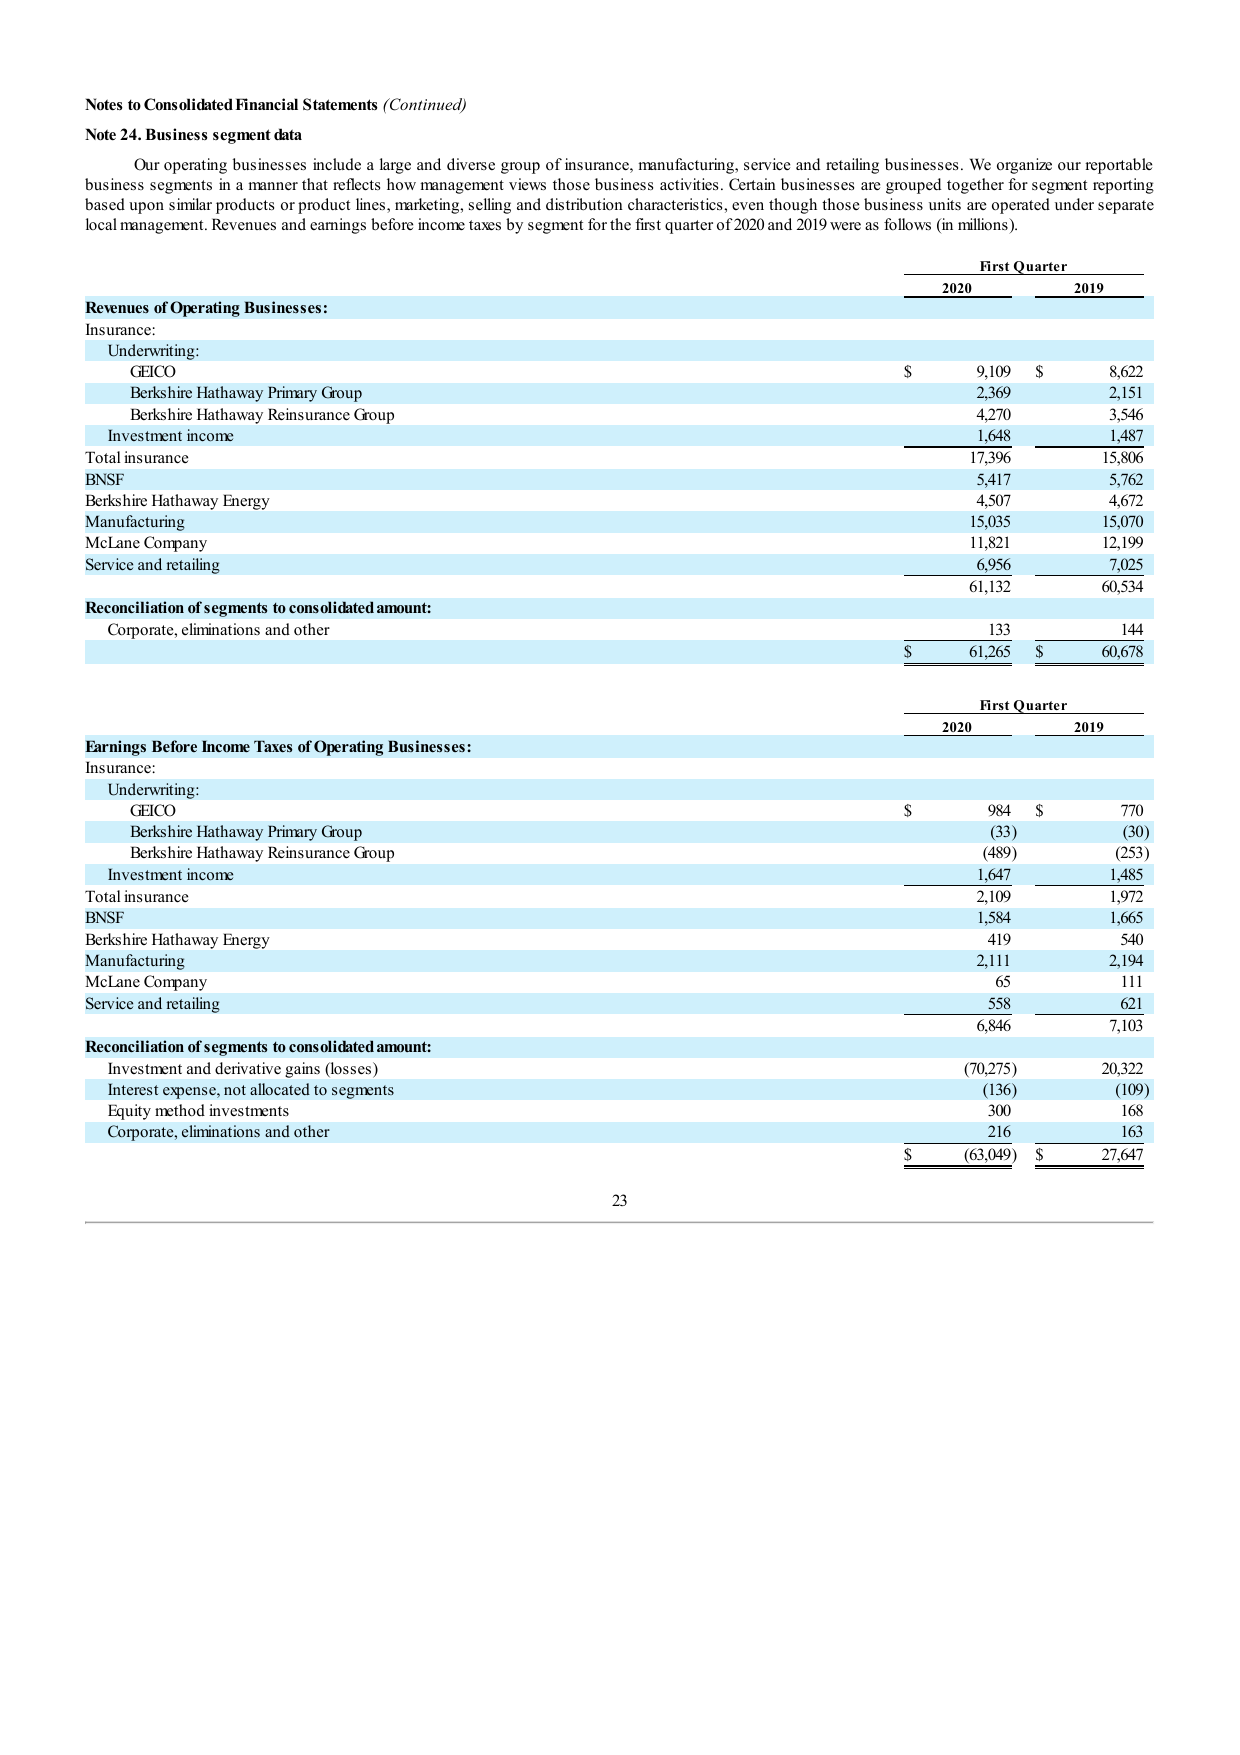 Notes to Consolidated Financial Statements (Continued)
Note 24. Business segment data
Our operating businesses include a large and diverse group of insurance, manufacturing, service and retailing businesses. We organize our reportable
business segments in a manner that reflects how management views those business activities. Certain businesses are grouped together for segment reporting
based upon similar products or product lines, marketing, selling and distribution characteristics, even though those business units are operated under separate
local management. Revenues and earnings before income taxes by segment for the first quarter of 2020 and 2019 were as follows (in millions).
First Quarter
2020 2019
Revenues of Operating Businesses:
Insurance:
Underwriting:
GEICO $ 9,109 $ 8,622
Berkshire Hathaway Primary Group 2,369 2,151
Berkshire Hathaway Reinsurance Group 4,270 3,546
Investment income 1,648 1,487
Total insurance 17,396 15,806
BNSF 5,417 5,762
Berkshire Hathaway Energy 4,507 4,672
Manufacturing 15,035 15,070
McLane Company 11,821 12,199
Service and retailing 6,956 7,025
61,132 60,534
Reconciliation of segments to consolidated amount:
Corporate, eliminations and other 133 144
$ 61,265 $ 60,678
First Quarter
2020 2019
Earnings Before Income Taxes of Operating Businesses:
Insurance:
Underwriting:
GEICO $ 984 $ 770
Berkshire Hathaway Primary Group (33) (30)
Berkshire Hathaway Reinsurance Group (489) (253)
Investment income 1,647 1,485
Total insurance 2,109 1,972
BNSF 1,584 1,665
Berkshire Hathaway Energy 419 540
Manufacturing 2,111 2,194
McLane Company 65 111
Service and retailing 558 621
6,846 7,103
Reconciliation of segments to consolidated amount:
Investment and derivative gains (losses) (70,275) 20,322
Interest expense, not allocated to segments (136) (109)
Equity method investments 300 168
Corporate, eliminations and other 216 163
$ (63,049) $ 27,647
23